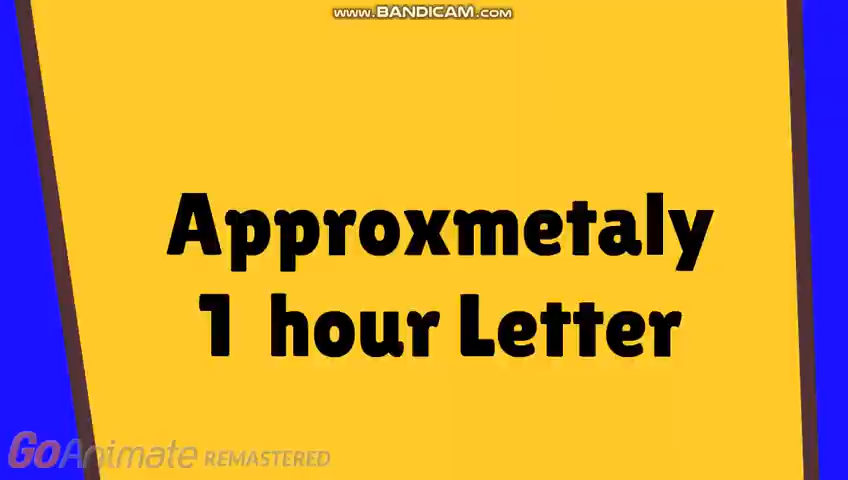 www.BANDICAM.com
Approxmetaly
1 hour Letter
GoAnimate REMASTERED